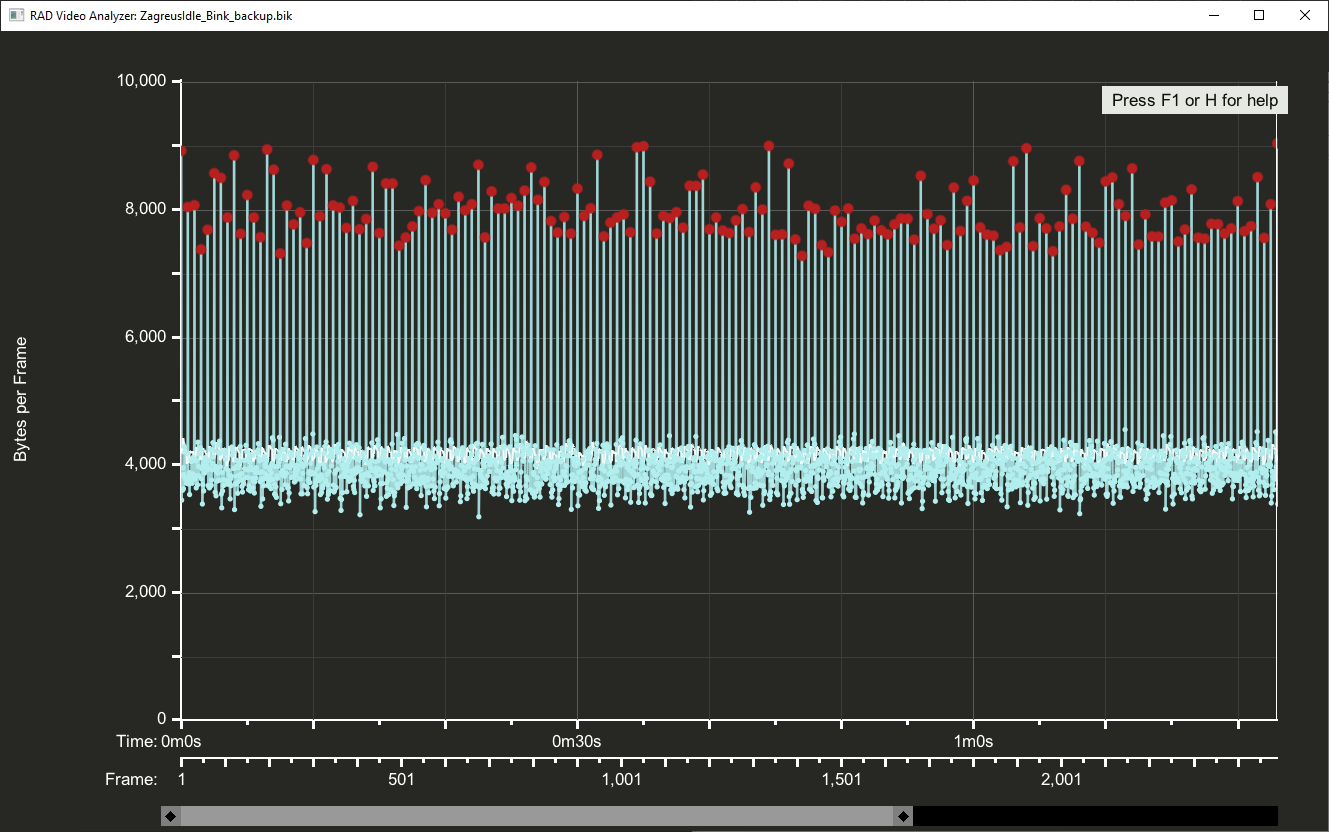 RAD Video Analyzer: ZagreusIdle_Bink_backup.bik
Press F1 or H for help
10,000
8,000
6,000
4,000
2,000
0
Bytes per Frame
Time: 0m0s 0m30s 1m0s
Frame: 1 501 1,001 1,501 2,001